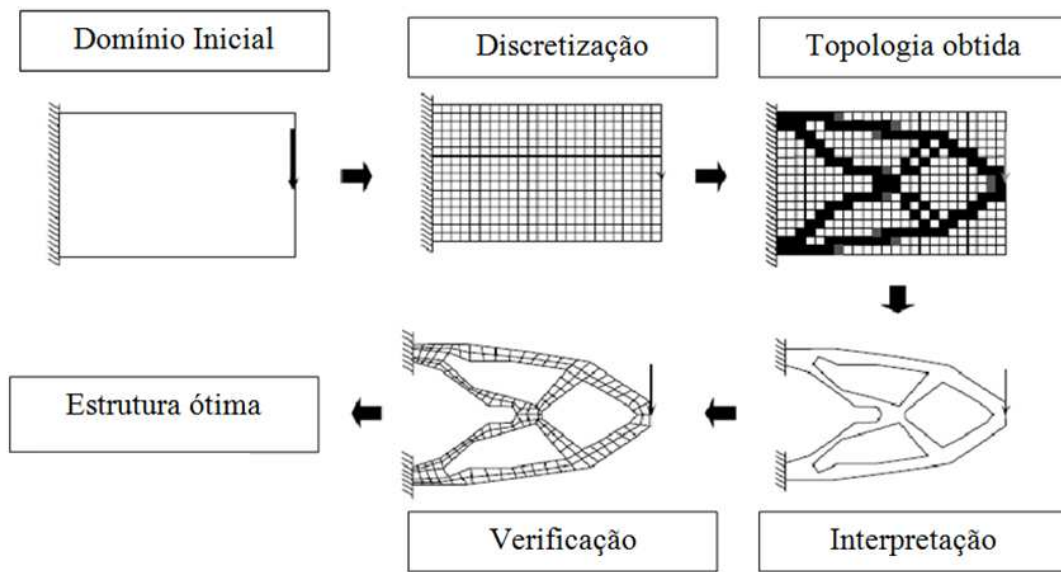 Domínio Inicial
Discretização
Topologia obtida
Estrutura ótima
Verificação
Interpretação